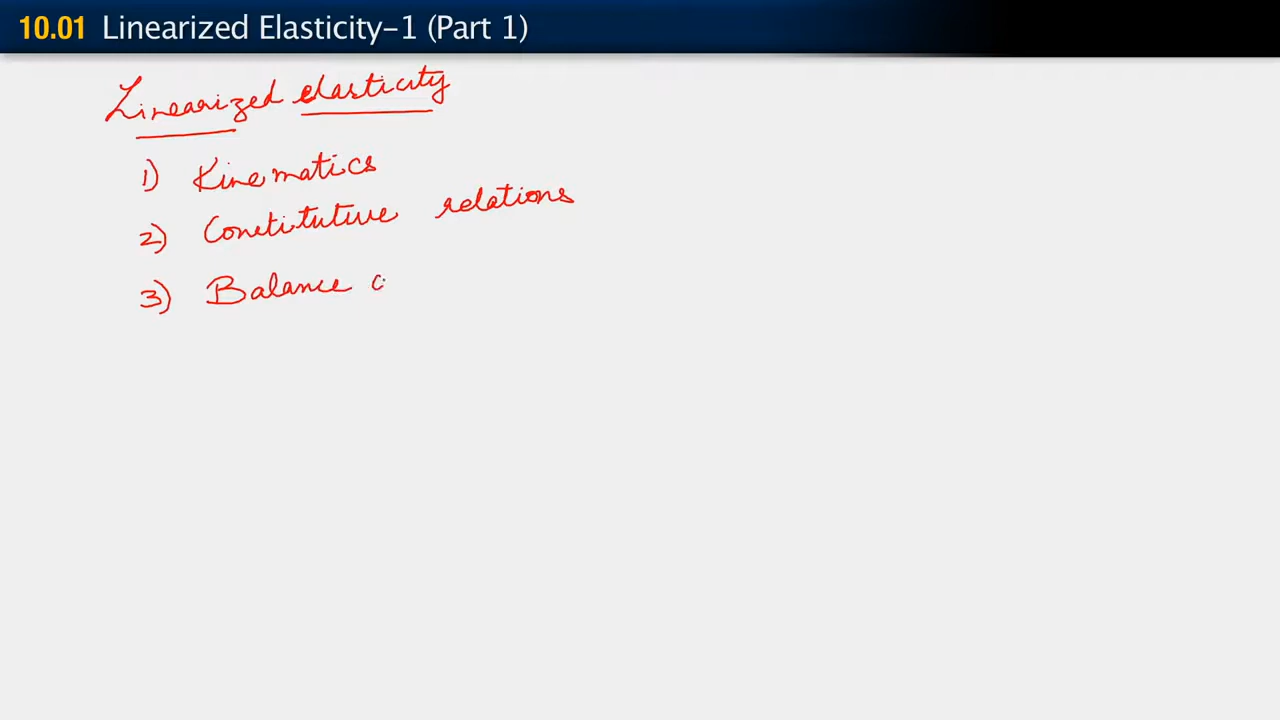 10.01 Linearized Elasticity-1 (Part 1)
Linearized elasticity
1) Kinematics
2) Constitutive relations
3) Balance